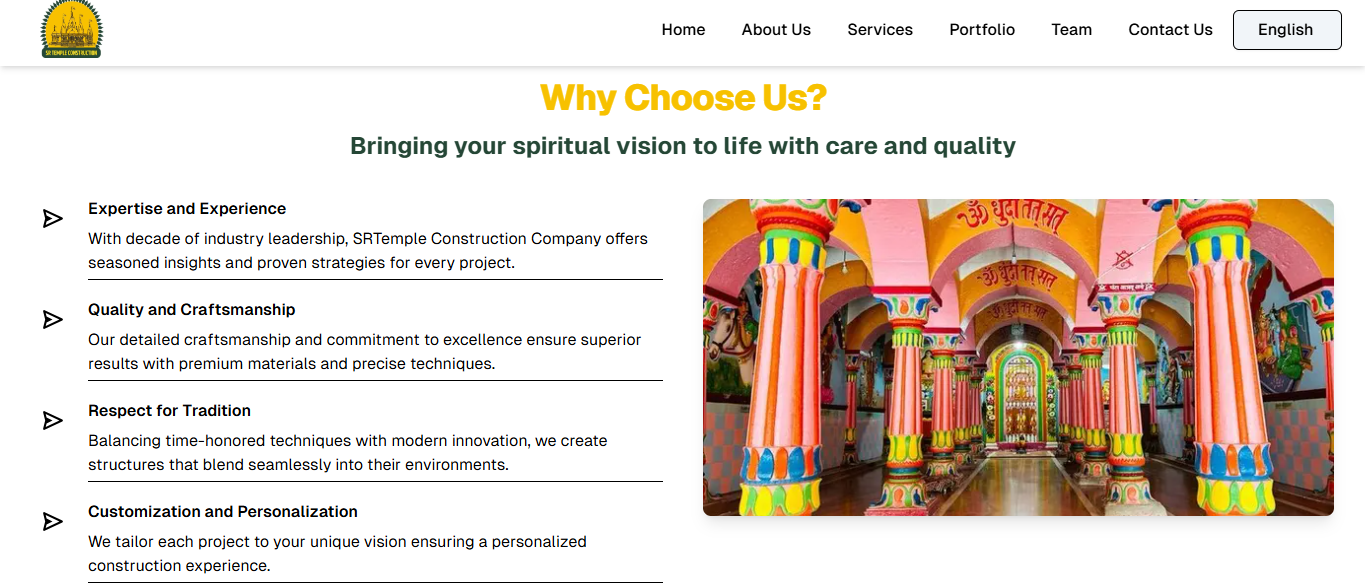 SR TEMPLE CONSTRUCTION
Home About Us Services Portfolio Team Contact Us English
Why Choose Us?
Bringing your spiritual vision to life with care and quality
Expertise and Experience
With decade of industry leadership, SRTemple Construction Company offers
seasoned insights and proven strategies for every project.
Quality and Craftsmanship
Our detailed craftsmanship and commitment to excellence ensure superior
results with premium materials and precise techniques.
Respect for Tradition
Balancing time-honored techniques with modern innovation, we create
structures that blend seamlessly into their environments.
Customization and Personalization
We tailor each project to your unique vision ensuring a personalized
construction experience.